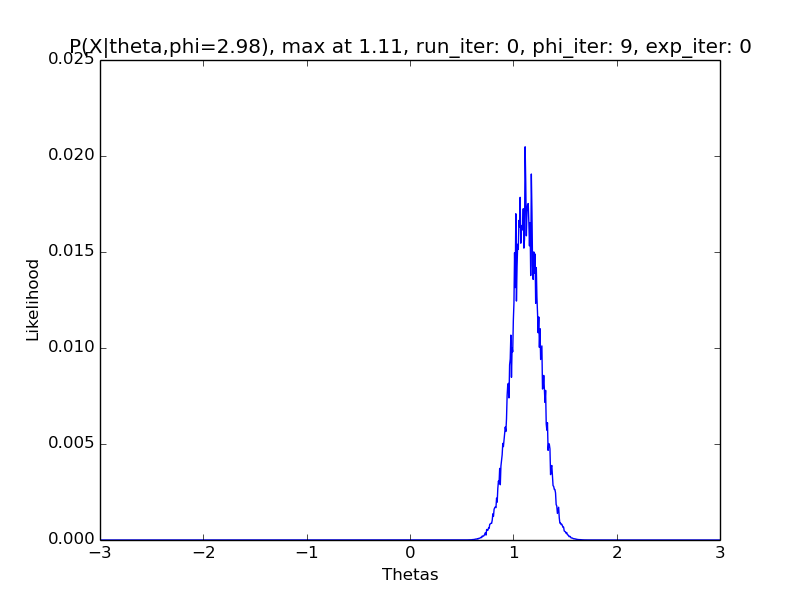 P(X|theta,phi=2.98), max at 1.11, run_iter: 0, phi_iter: 9, exp_iter: 0
0.025
0.020
0.015
0.010
0.005
0.000
Likelihood
−3 −2 −1 0 1 2 3
Thetas